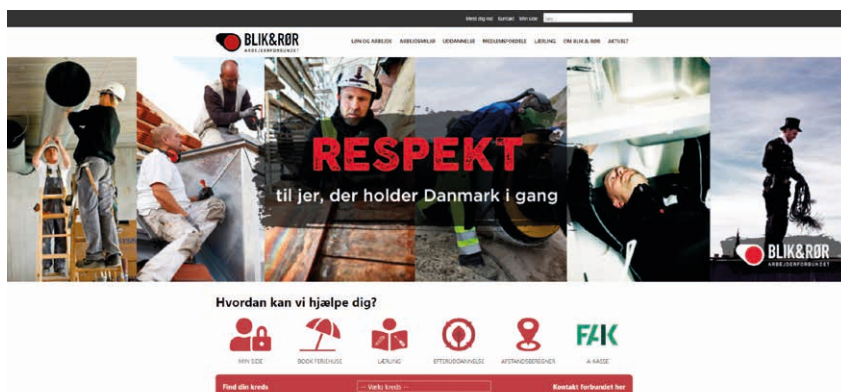 Meld dig ind Kontakt Min side
BLIK&RØR
ARBEJDERFORBUNDET
LØN OG ARBEJDE ARBEJDSMILJØ UDDANNELSE MEDLEMSFORDELE LÆRLING OM BLIK & RØR AKTUELT
RESPEKT
til jer, der holder Danmark i gang
BLIK&RØR
ARBEJDERFORBUNDET
Hvordan kan vi hjælpe dig?
FAK
MIN SIDE BOOK FERIEHUSE LÆRLING EFTERUDDANNELSE AFSTANDSBEREGNER A-KASSE
Find din kreds -- Vælg kreds -- Kontakt forbundet her